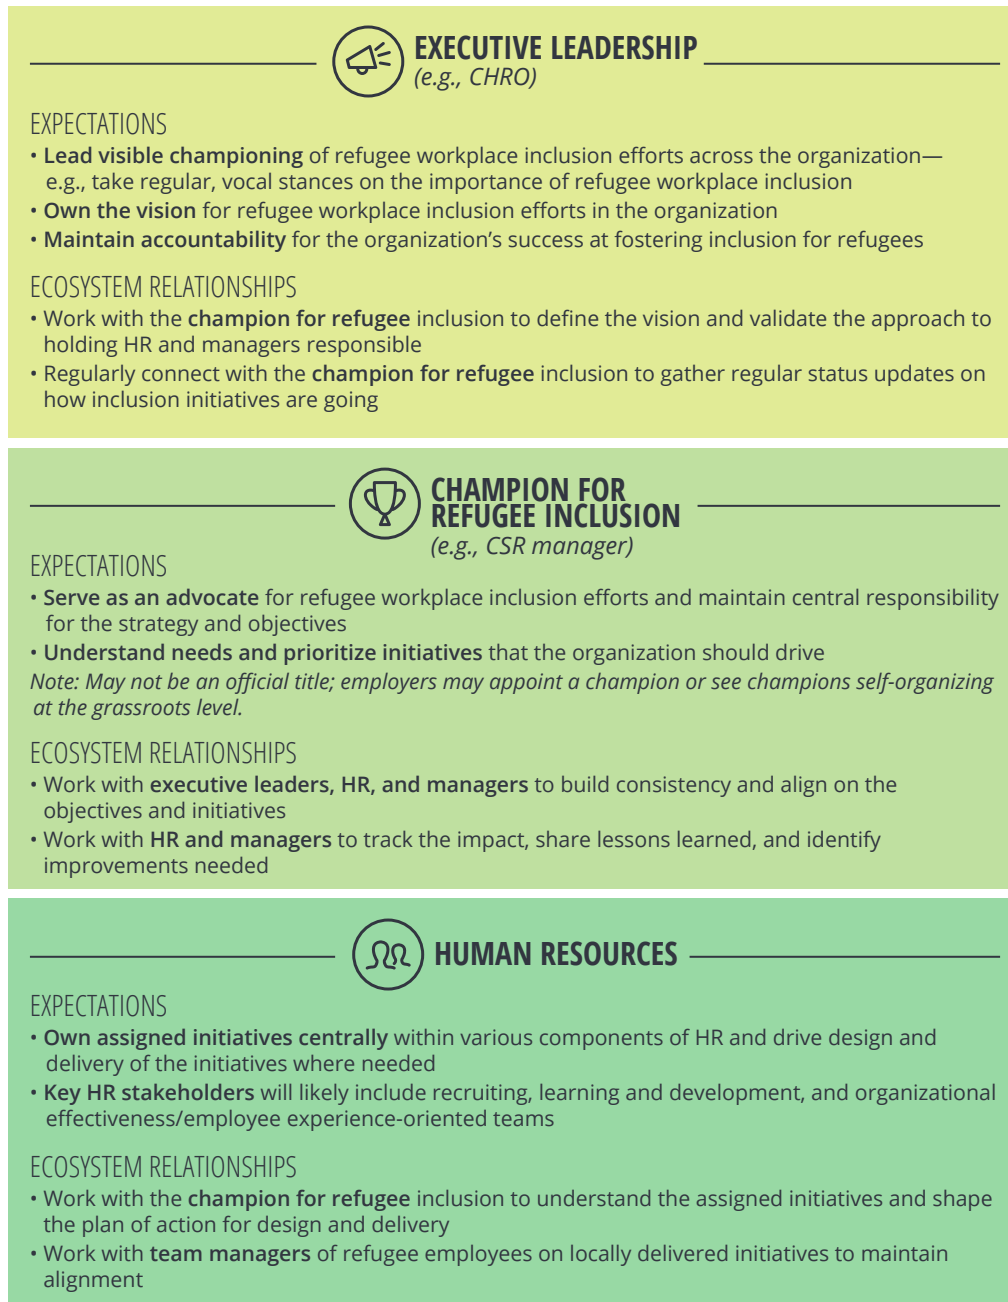 EXECUTIVE LEADERSHIP
(e.g., CHRO)
EXPECTATIONS
• Lead visible championing of refugee workplace inclusion efforts across the organization—
e.g., take regular, vocal stances on the importance of refugee workplace inclusion
• Own the vision for refugee workplace inclusion efforts in the organization
• Maintain accountability for the organization’s success at fostering inclusion for refugees
ECOSYSTEM RELATIONSHIPS
• Work with the champion for refugee inclusion to define the vision and validate the approach to
holding HR and managers responsible
• Regularly connect with the champion for refugee inclusion to gather regular status updates on
how inclusion initiatives are going
CHAMPION FOR
REFUGEE INCLUSION
(e.g., CSR manager)
EXPECTATIONS
• Serve as an advocate for refugee workplace inclusion efforts and maintain central responsibility
for the strategy and objectives
• Understand needs and prioritize initiatives that the organization should drive
Note: May not be an official title; employers may appoint a champion or see champions self-organizing
at the grassroots level.
ECOSYSTEM RELATIONSHIPS
• Work with executive leaders, HR, and managers to build consistency and align on the
objectives and initiatives
• Work with HR and managers to track the impact, share lessons learned, and identify
improvements needed
HUMAN RESOURCES
EXPECTATIONS
• Own assigned initiatives centrally within various components of HR and drive design and
delivery of the initiatives where needed
• Key HR stakeholders will likely include recruiting, learning and development, and organizational
effectiveness/employee experience-oriented teams
ECOSYSTEM RELATIONSHIPS
• Work with the champion for refugee inclusion to understand the assigned initiatives and shape
the plan of action for design and delivery
• Work with team managers of refugee employees on locally delivered initiatives to maintain
alignment